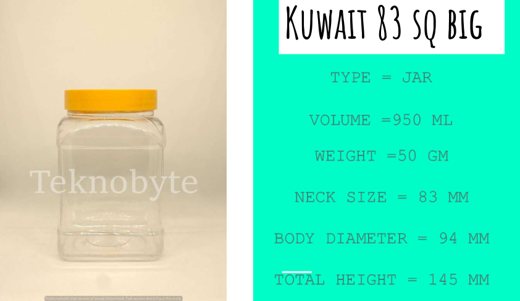 Teknobyte
KUWAIT 83 SQ BIG
TYPE = JAR
VOLUME =950 ML
WEIGHT =50 GM
NECK SIZE = 83 MM
BODY DIAMETER = 94 MM
TOTAL HEIGHT = 145 MM